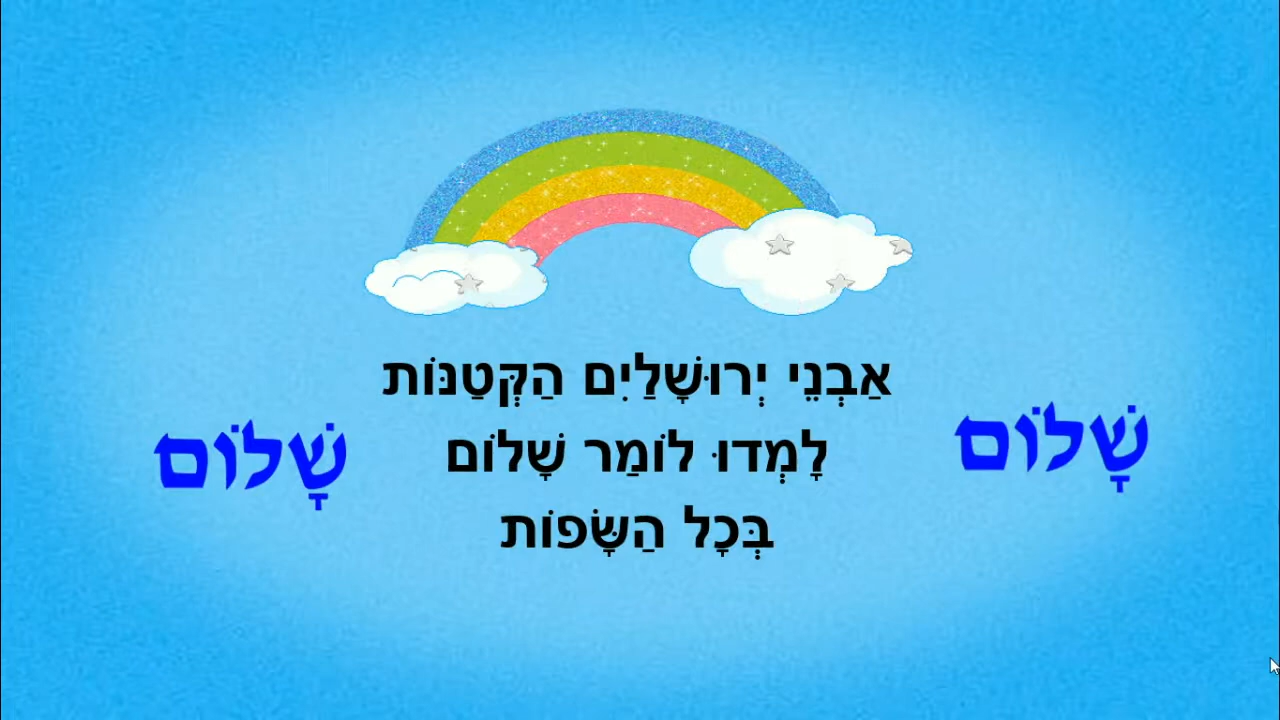 אַבְנֵי יְרוּשָׁלַיִם הַקְּטַנּוֹת
לָמְדוּ לוֹמַר שָׁלוֹם
בְּכָל הַשָּׂפוֹת
שָׁלוֹם
שָׁלוֹם